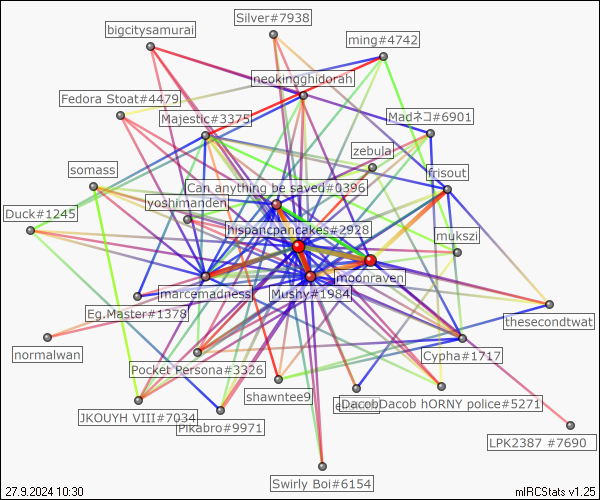 Silver#7938
bigcitysamurai
ming#4742
neokingghidorah
Fedora Stoat#4479
Majestic#3375
Madネコ#6901
zebula
somass
frisout
Can anything be saved#0396
yoshimanden
Duck#1245
hispancpancakes#2928
mukszi
moonraven
marcemadness
Mushy#1984
Eg.Master#1378
thesecondtwat
normalwan
Cypha#1717
Pocket Persona#3326
shawntee9
DacobDacob hORNY police#5271
JKOUYH VIII#7034
Pikabro#9971
LPK2387 #7690
Swirly Boi#6154
27.9.2024 10:30
mIRCStats v1.25